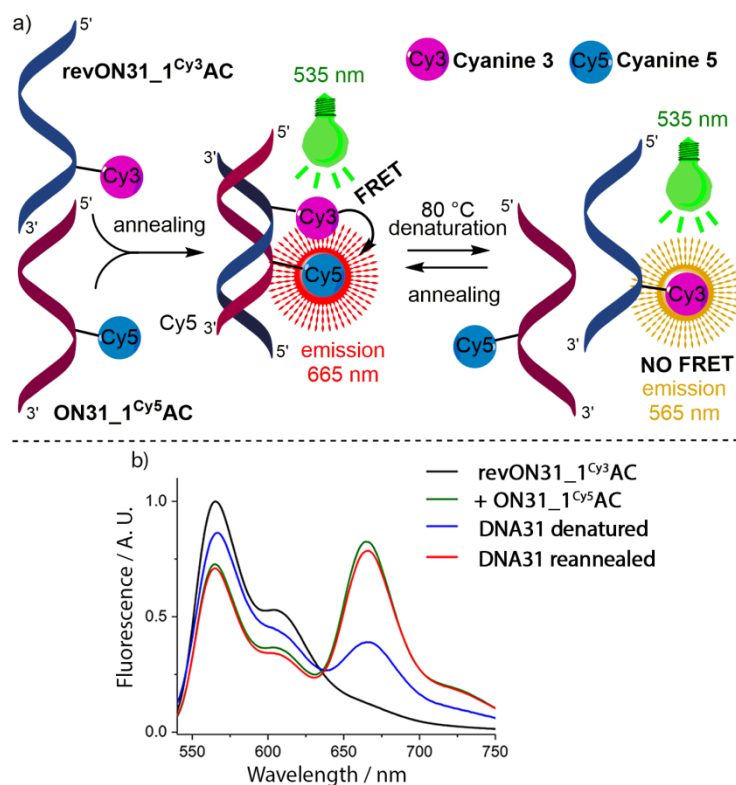 a)
5'
revON31_1Cy3AC
Cy3
3'
5'
annealing
Cy5
Cy5
3'
ON31_1Cy5AC
Cy3 Cyanine 3
Cy5 Cyanine 5
535 nm
3'
5'
FRET
Cy3
Cy5
3'
5'
emission
665 nm
80 °C
denaturation
annealing
535 nm
5'
5'
Cy3
Cy5
3'
3'
NO FRET
emission
565 nm
b)
revON31_1Cy3AC
+ ON31_1Cy5AC
DNA31 denatured
DNA31 reannealed
Fluorescence / A. U.
1.0
0.5
0.0
550 600 650 700 750
Wavelength / nm